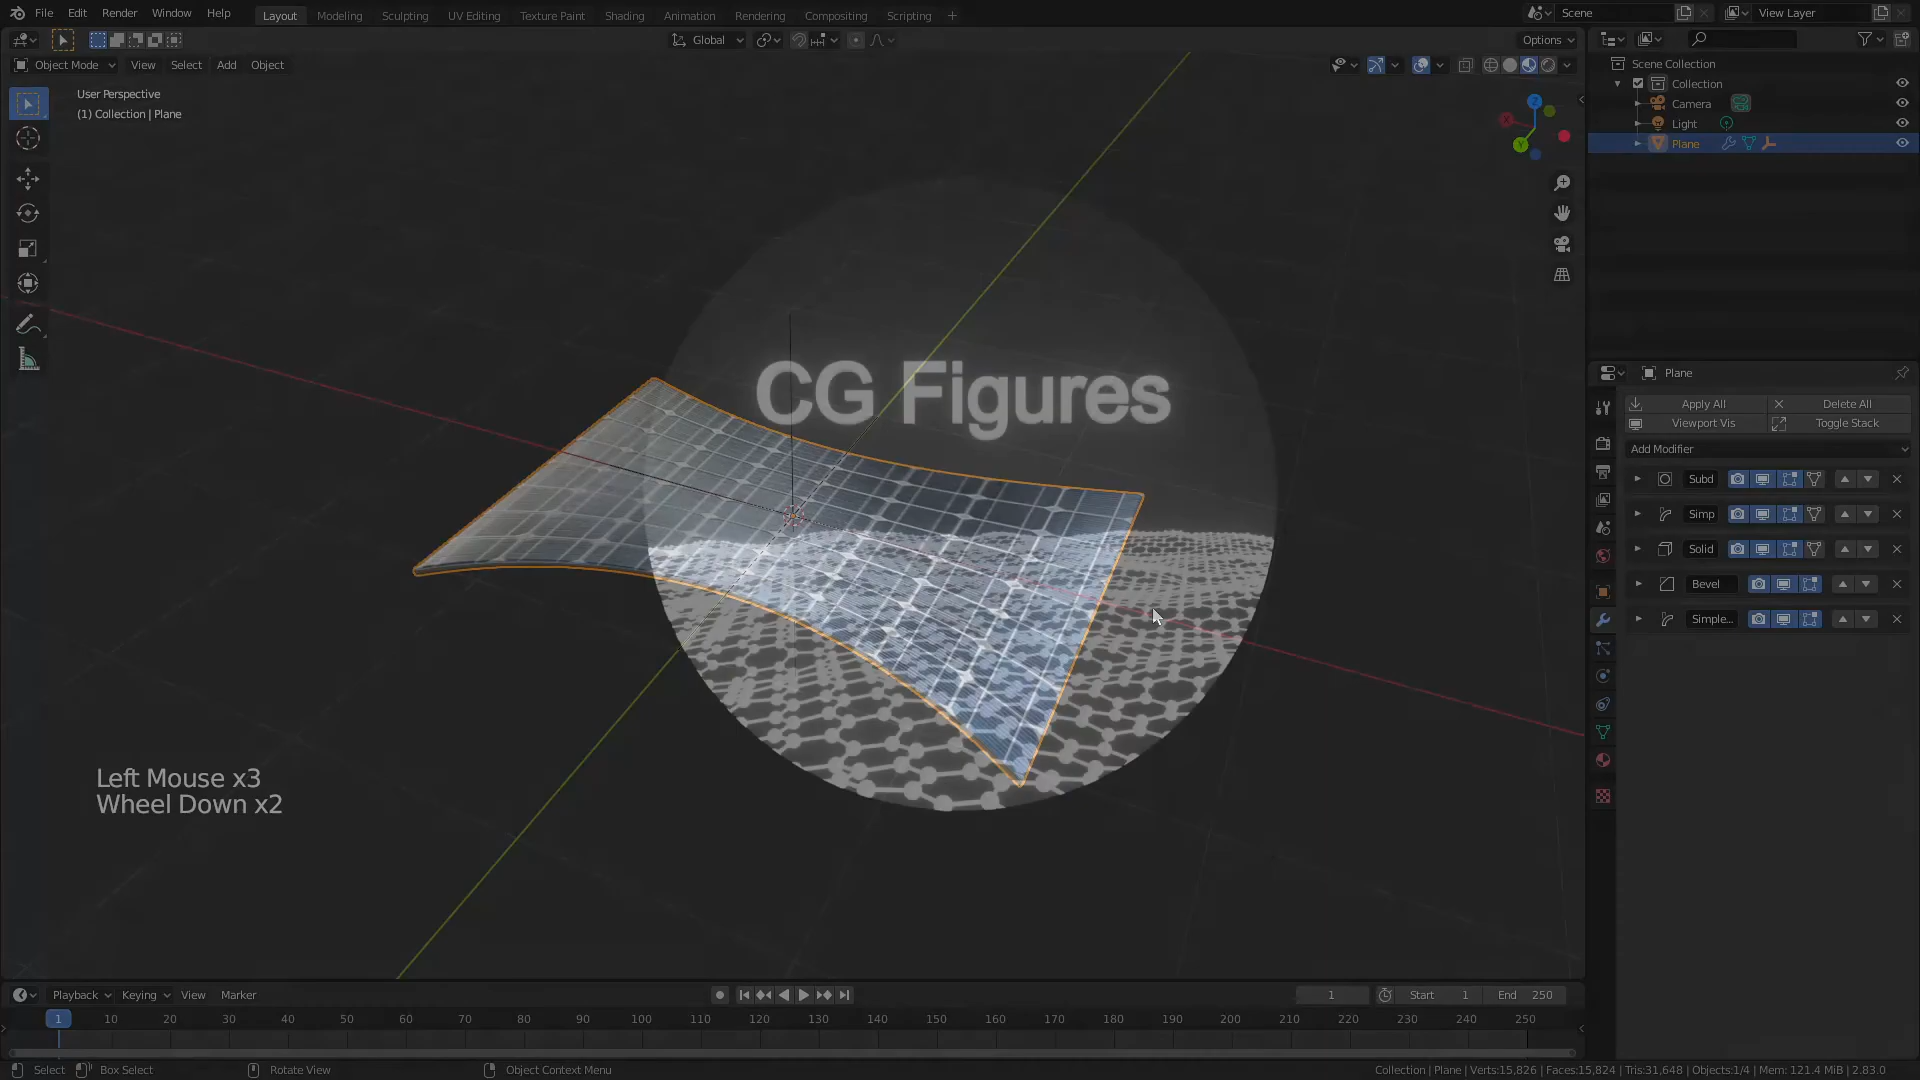 File Edit Render Window Help Layout Modeling Sculpting UV Editing Texture Paint Shading Animation Rendering Compositing Scripting + Scene View Layer
Global Options
Object Mode View Select Add Object
User Perspective
(1) Collection | Plane
Z
X
Y
Scene Collection
Collection
Camera
Light
Plane
CG Figures
Plane
Apply All Delete All
Viewport Vis Toggle Stack
Add Modifier
Subd
Simp
Solid
Bevel
Simple...
Left Mouse x3
Wheel Down x2
Playback Keying View Marker 1 Start 1 End 250
1 10 20 30 40 50 60 70 80 90 100 110 120 130 140 150 160 170 180 190 200 210 220 230 240 250
Select Box Select Rotate View Object Context Menu Collection | Plane | Verts:15,826 | Faces:15,824 | Tris:31,648 | Objects:1/4 | Mem: 121.4 MiB | 2.83.0